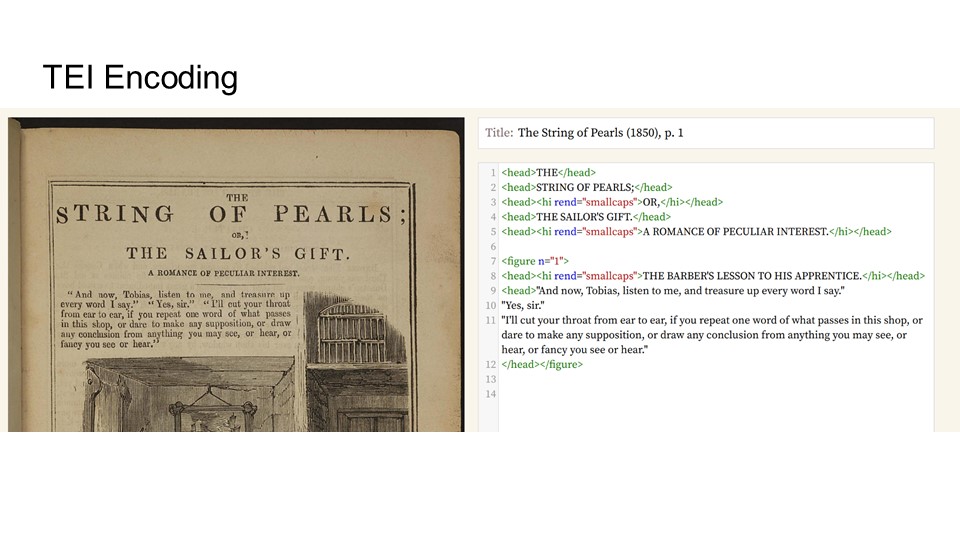 TEI Encoding
THE
STRING OF PEARLS;
OR,
THE SAILOR'S GIFT.
A ROMANCE OF PECULIAR INTEREST.
"And now, Tobias, listen to me, and treasure up
every word I say." "Yes, sir." "I'll cut your throat
from ear to ear, if you repeat one word of what passes
in this shop, or dare to make any supposition, or draw
any conclusion from anything you may see, or hear, or
fancy you see or hear."
Title: The String of Pearls (1850), p. 1
1 <head>THE</head>
2 <head>STRING OF PEARLS;</head>
3 <head><hi rend="smallcaps">OR,</hi></head>
4 <head>THE SAILOR'S GIFT.</head>
5 <head><hi rend="smallcaps">A ROMANCE OF PECULIAR INTEREST.</hi></head>
6
7 <figure n="1">
8 <head><hi rend="smallcaps">THE BARBER'S LESSON TO HIS APPRENTICE.</hi></head>
9 <head>"And now, Tobias, listen to me, and treasure up every word I say."
10 "Yes, sir."
11 "I'll cut your throat from ear to ear, if you repeat one word of what passes in this shop, or
dare to make any supposition, or draw any conclusion from anything you may see, or
hear, or fancy you see or hear."
12 </head></figure>
13
14